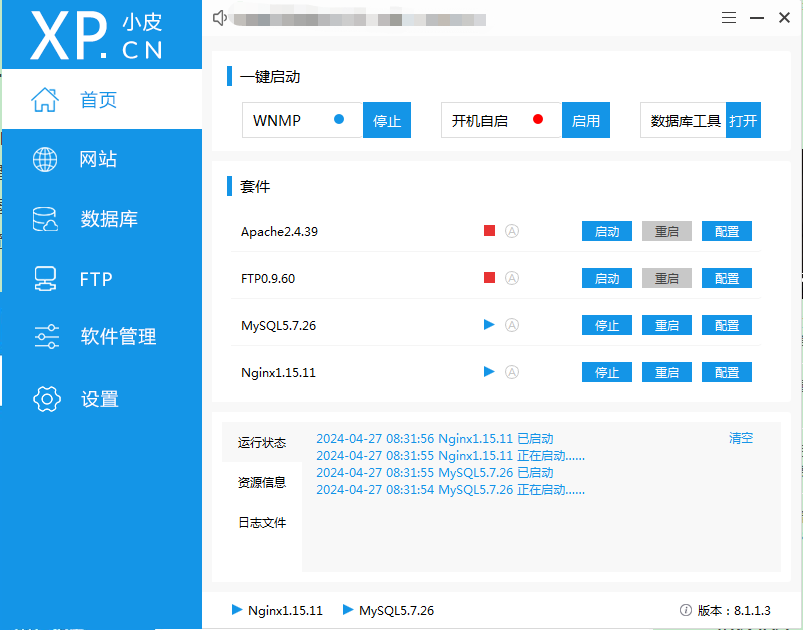 XP.CN 小皮
首页
网站
数据库
FTP
软件管理
设置
一键启动
WNMP 停止 开机自启 启用 数据库工具 打开
套件
Apache2.4.39 A 启动 重启 配置
FTP0.9.60 A 启动 重启 配置
MySQL5.7.26 A 停止 重启 配置
Nginx1.15.11 A 停止 重启 配置
运行状态
资源信息
日志文件
2024-04-27 08:31:56 Nginx1.15.11 已启动
2024-04-27 08:31:55 Nginx1.15.11 正在启动......
2024-04-27 08:31:55 MySQL5.7.26 已启动
2024-04-27 08:31:54 MySQL5.7.26 正在启动......
清空
Nginx1.15.11 MySQL5.7.26 版本：8.1.1.3